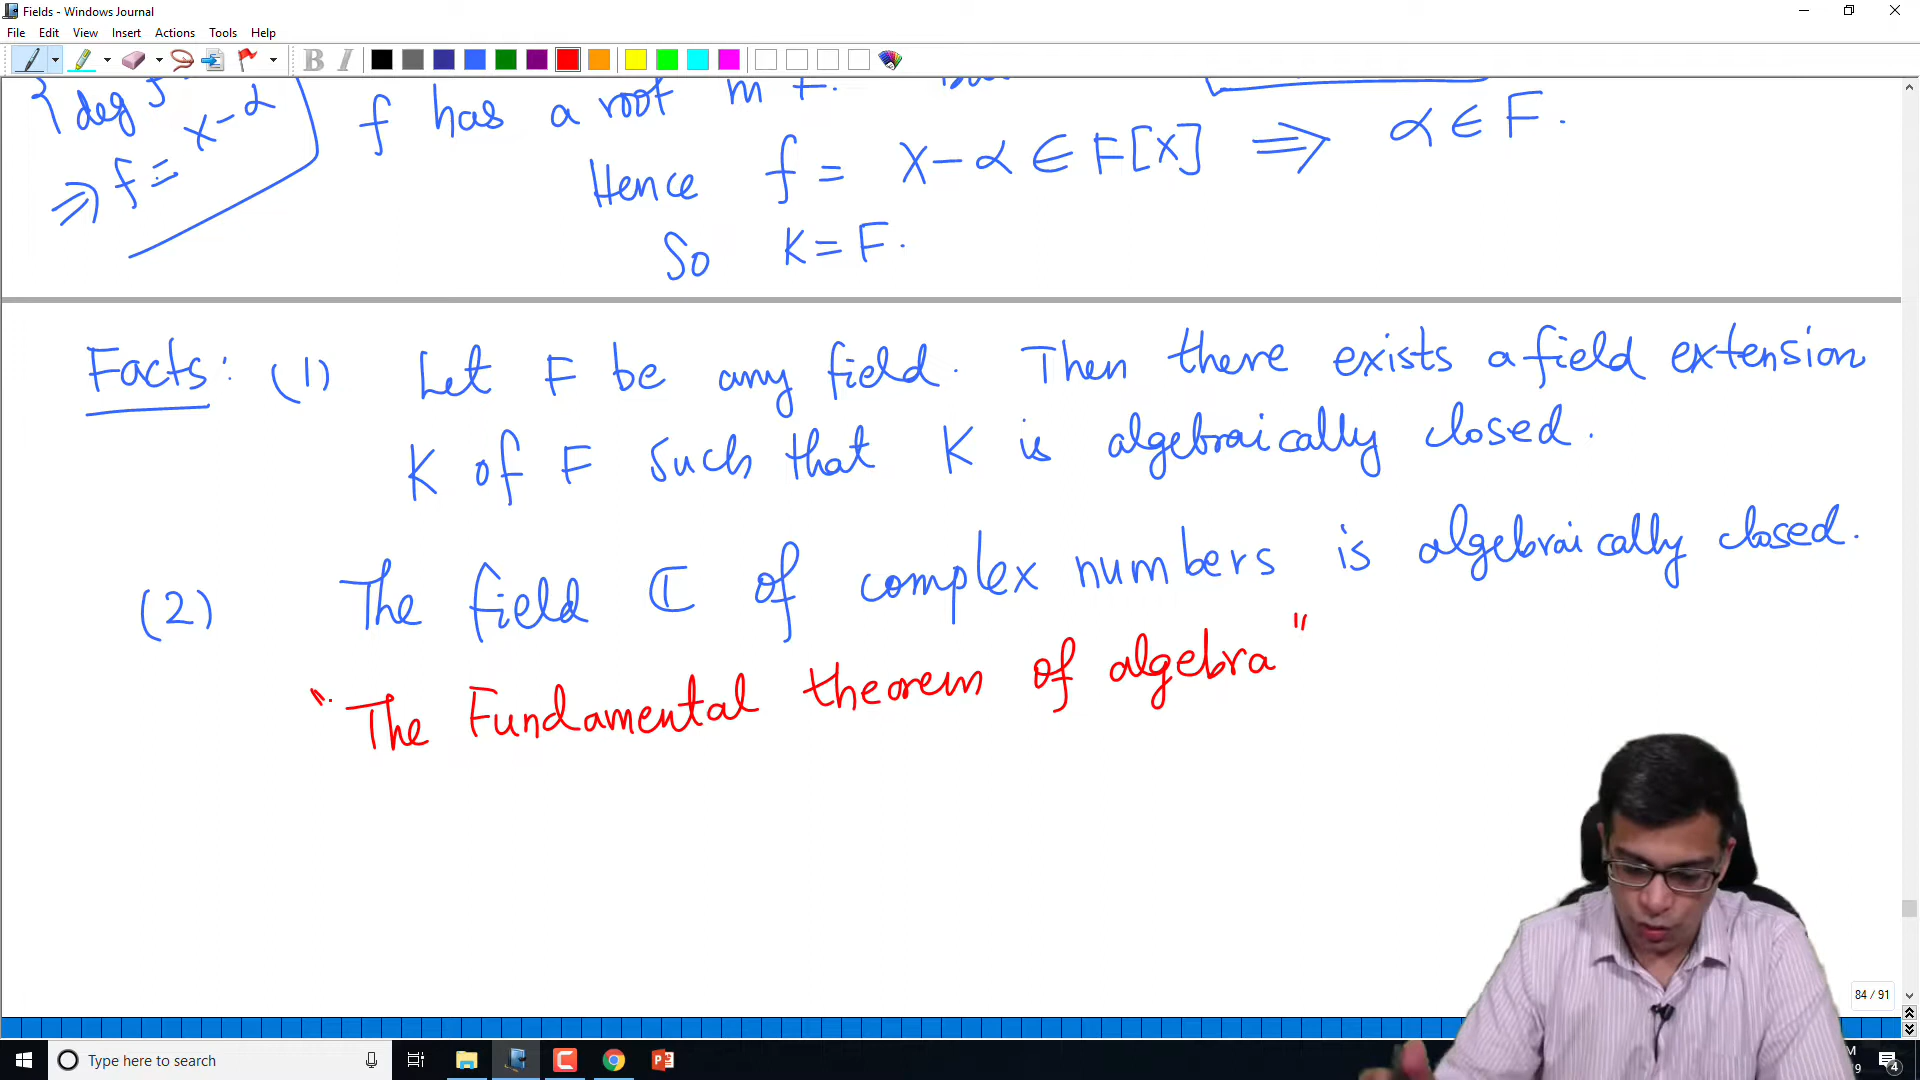 Fields - Windows Journal
File Edit View Insert Actions Tools Help
B I
{deg f
⇒ f = x-α
f has a root in F.
Hence f = X-α ∈ F[X] ⇒ α ∈ F.
So K = F.
Facts: (1) Let F be any field. Then there exists a field extension
K of F such that K is algebraically closed.
(2) The field ℂ of complex numbers is algebraically closed.
"The Fundamental theorem of algebra"
84 / 91
Type here to search
M
9
4